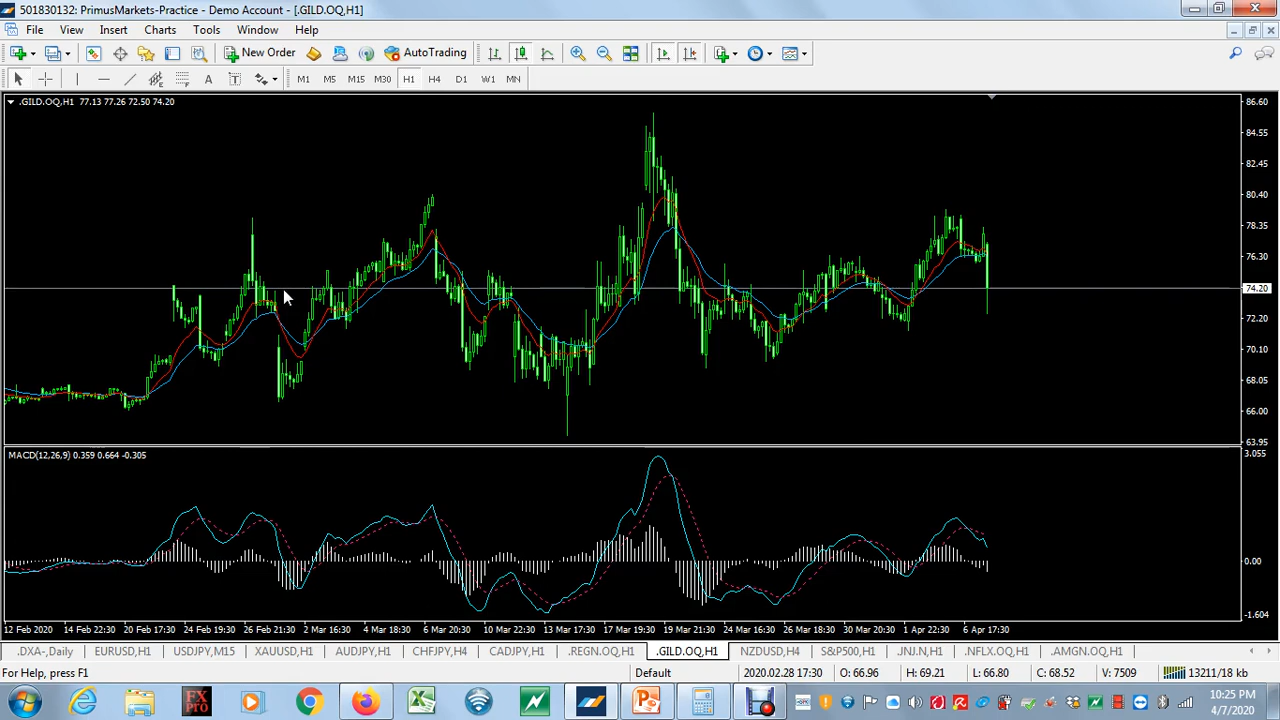 501830132: PrimusMarkets-Practice - Demo Account - [.GILD.OQ,H1]
File View Insert Charts Tools Window Help
New Order AutoTrading
A T M1 M5 M15 M30 H1 H4 D1 W1 MN
.GILD.OQ,H1 77.13 77.26 72.50 74.20
86.60
84.55
82.45
80.40
78.35
76.30
74.20
72.20
70.10
68.05
66.00
63.95
MACD(12,26,9) 0.359 0.664 -0.305
3.055
0.00
-1.604
12 Feb 2020 14 Feb 22:30 20 Feb 17:30 24 Feb 19:30 26 Feb 21:30 2 Mar 16:30 4 Mar 18:30 6 Mar 20:30 10 Mar 22:30 13 Mar 17:30 17 Mar 19:30 19 Mar 21:30 24 Mar 16:30 26 Mar 18:30 30 Mar 20:30 1 Apr 22:30 6 Apr 17:30
.DXA-,Daily EURUSD,H1 USDJPY,M15 XAUUSD,H1 AUDJPY,H1 CHFJPY,H4 CADJPY,H1 .REGN.OQ,H1 .GILD.OQ,H1 NZDUSD,H4 S&P500,H1 .JNJ.N,H1 .NFLX.OQ,H1 .AMGN.OQ,H1
For Help, press F1 Default 2020.02.28 17:30 O: 66.96 H: 69.21 L: 66.80 C: 68.52 V: 7509 13211/18 kb
FX PRO
10:25 PM
4/7/2020